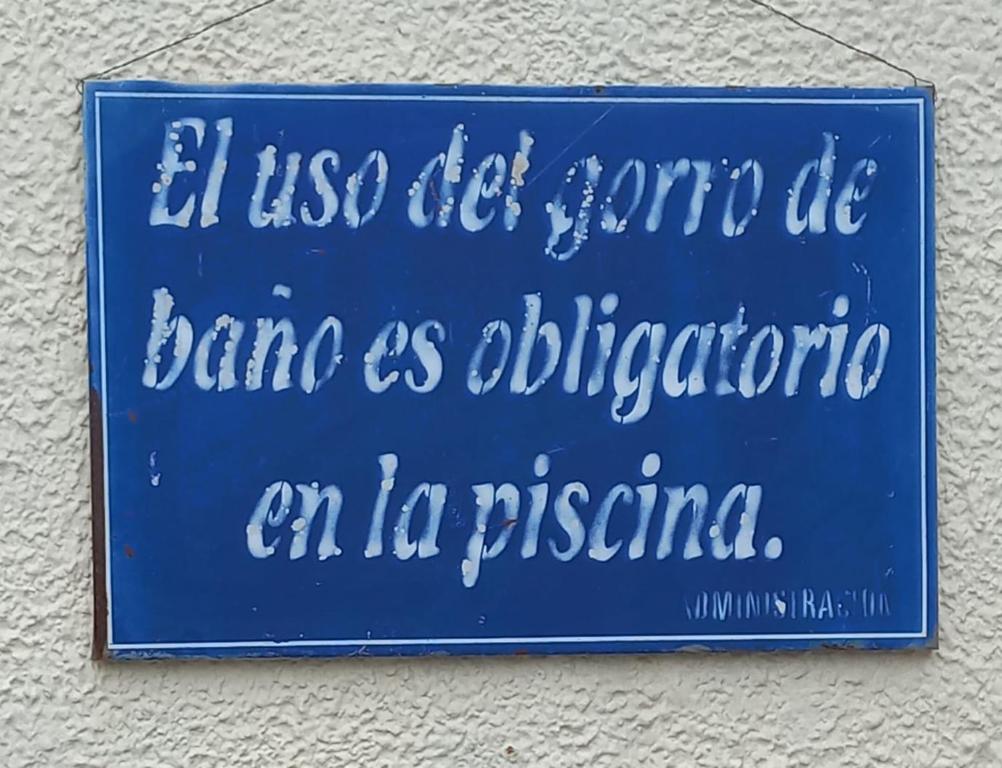 El uso del gorro de
baño es obligatorio
en la piscina.
ADMINISTRACION